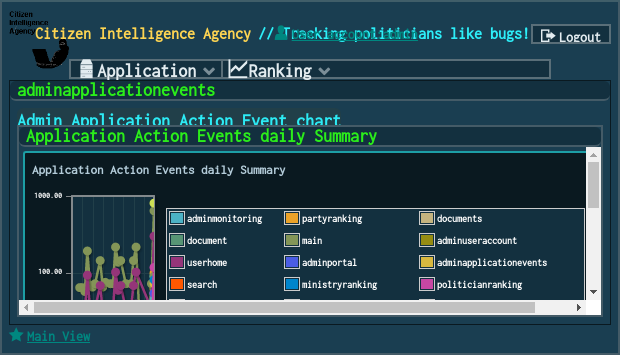 Citizen
Intelligence
Agency
Citizen Intelligence Agency // Tracking politicians like bugs!
Logout
Application
Ranking
adminapplicationevents
Admin Application Action Event chart
Application Action Events daily Summary
Application Action Events daily Summary
1000.00
100.00
adminmonitoring
partyranking
documents
document
main
adminuseraccount
userhome
adminportal
adminapplicationevents
search
ministryranking
politicianranking
Main View